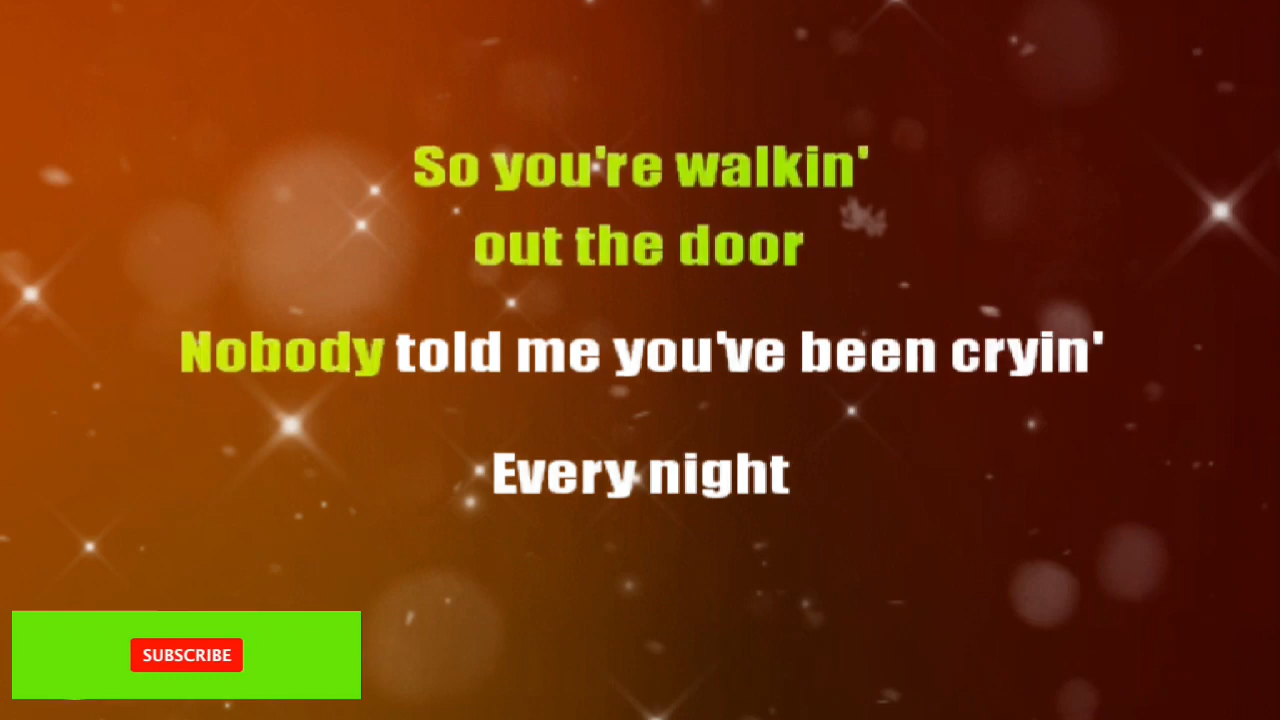 So you're walkin'
out the door
Nobody told me you've been cryin'
Every night
SUBSCRIBE